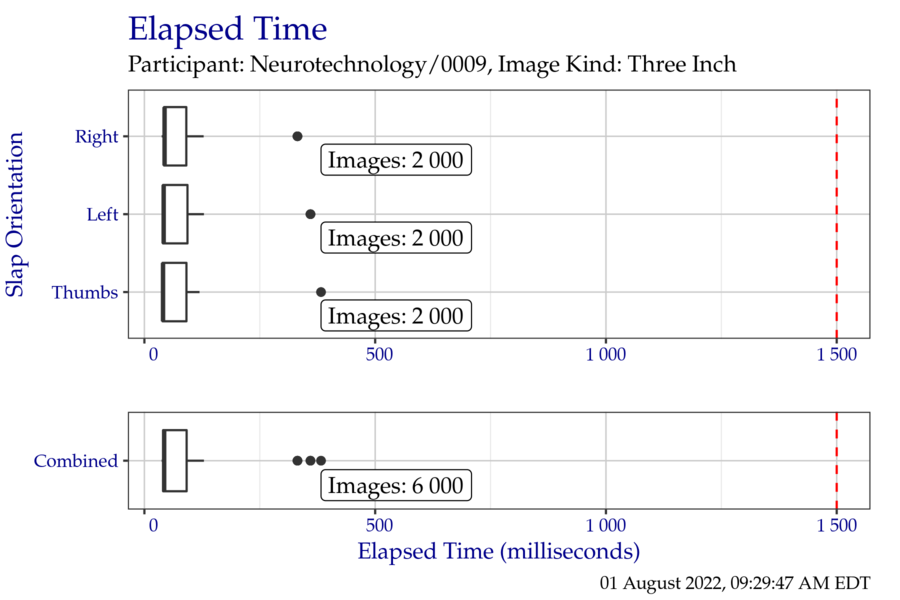 Elapsed Time
Participant: Neurotechnology/0009, Image Kind: Three Inch
Slap Orientation
Right
Images: 2 000
Left
Images: 2 000
Thumbs
Images: 2 000
0 500 1 000 1 500
Combined
Images: 6 000
0 500 1 000 1 500
Elapsed Time (milliseconds)
01 August 2022, 09:29:47 AM EDT